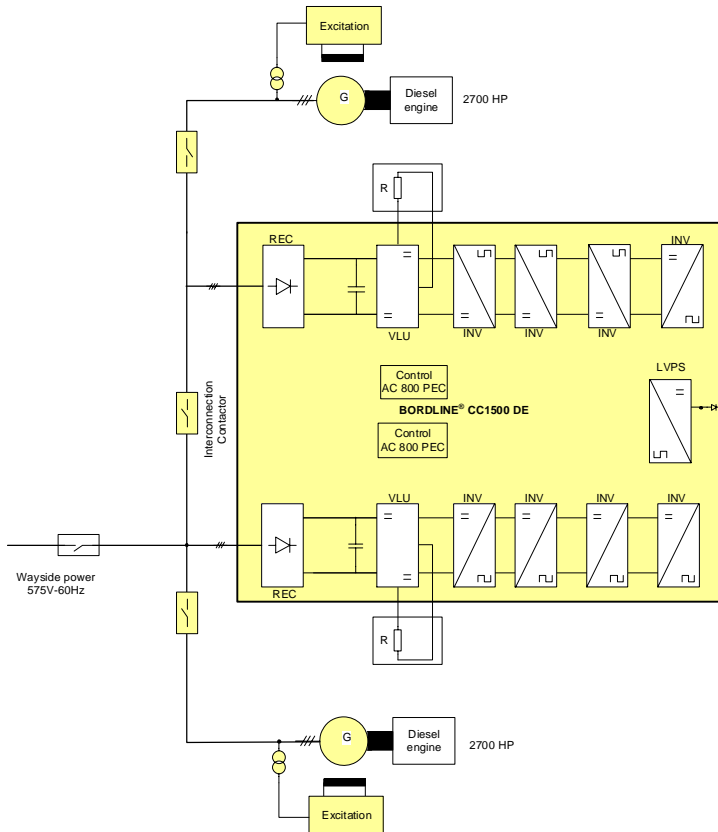 Excitation
G
Diesel
engine
2700 HP
R
REC
INV
VLU
INV
INV
INV
LVPS
Control
AC 800 PEC
BORDLINE® CC1500 DE
Control
AC 800 PEC
Interconnection
Contactor
VLU
INV
INV
INV
INV
Wayside power
575V-60Hz
REC
R
G
Diesel
engine
2700 HP
Excitation